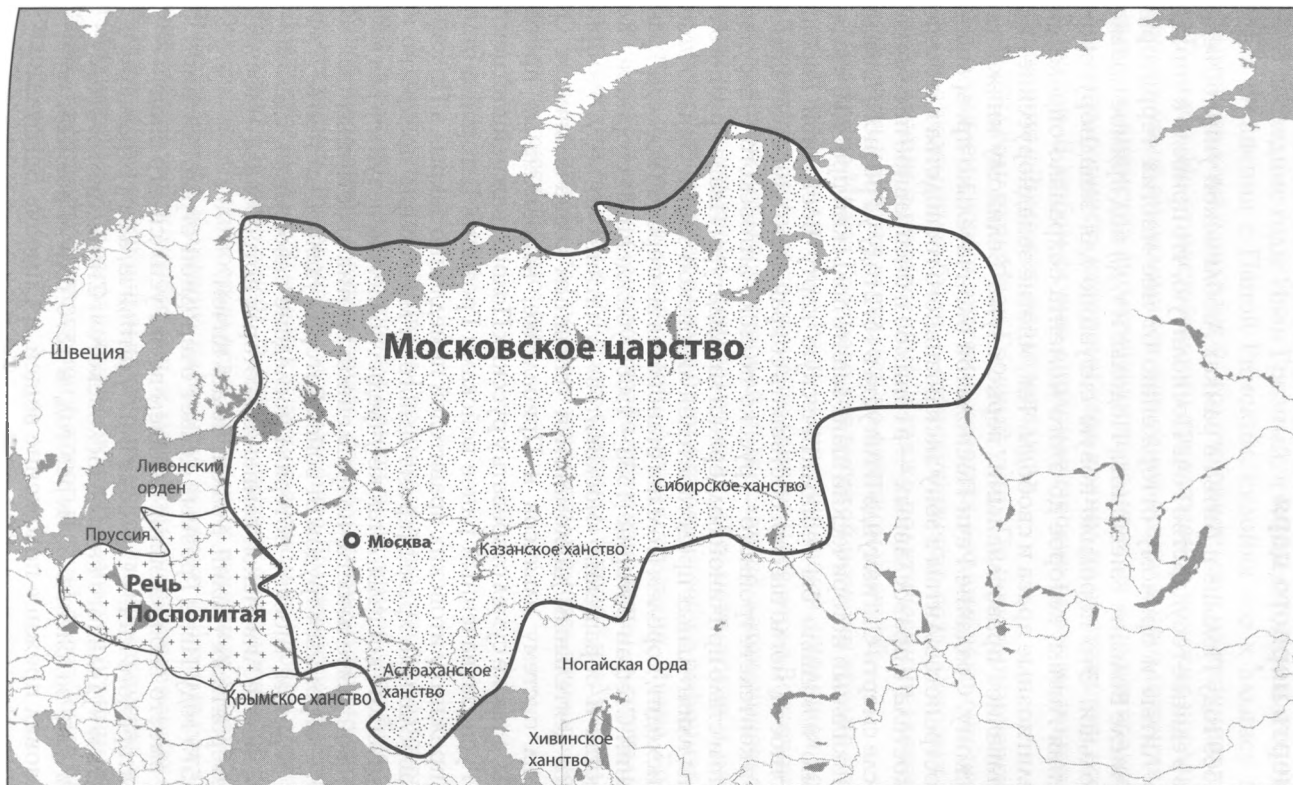 Московское царство
Швеция
Ливонский
орден
Сибирское ханство
Пруссия
Москва
Казанское ханство
Речь
Посполитая
Астраханское
ханство
Ногайская Орда
Крымское ханство
Хивинское
ханство